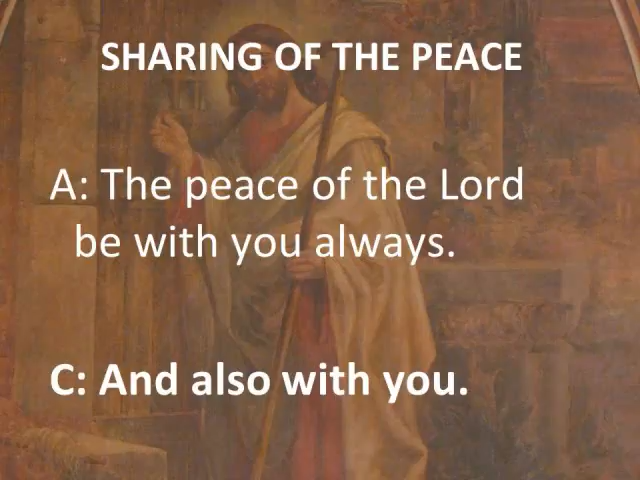 SHARING OF THE PEACE
A: The peace of the Lord
be with you always.
C: And also with you.